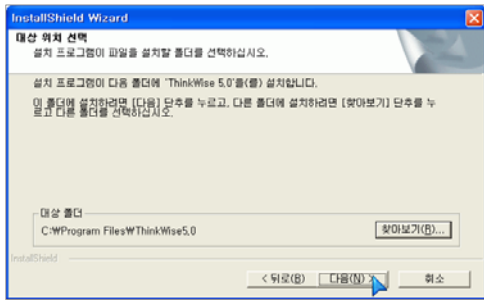 InstallShield Wizard
대상 위치 선택
설치 프로그램이 파일을 설치할 폴더를 선택하십시오.
설치 프로그램이 다음 폴더에 'ThinkWise 5,0'을(를) 설치합니다.
이 폴더에 설치하려면 [다음] 단추를 누르고, 다른 폴더에 설치하려면 [찾아보기] 단추를 누
르고 다른 폴더를 선택하십시오.
대상 폴더
C:₩Program Files₩ThinkWise5,0
찾아보기(R)...
InstallShield
< 뒤로(B)
다음(N) >
취소